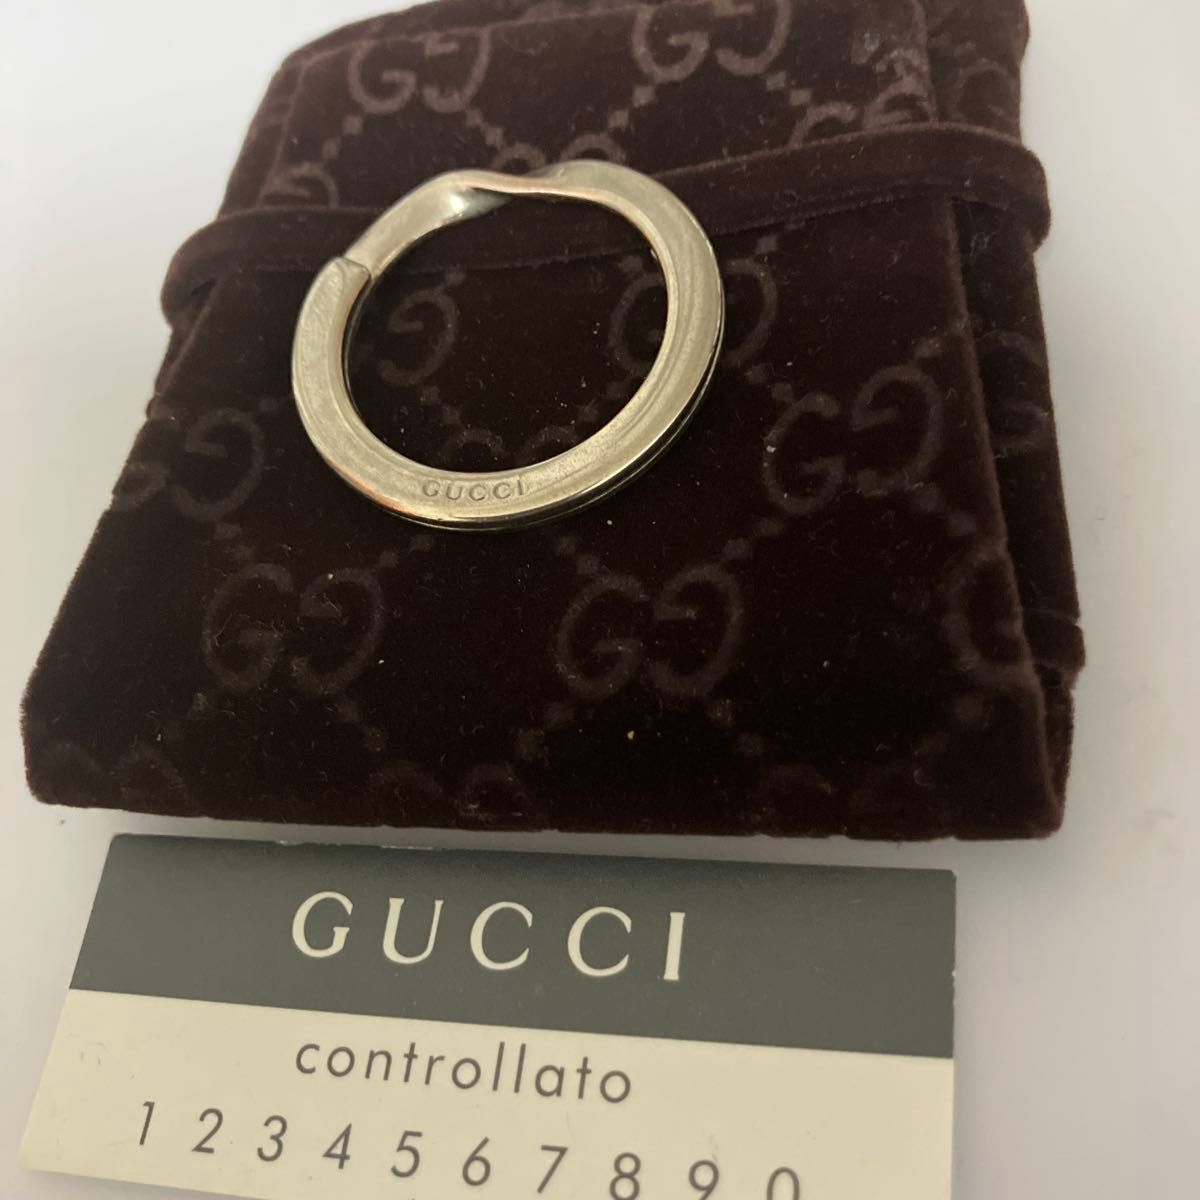 GUCCI
GUCCI
controllato
1 2 3 4 5 6 7 8 9 0